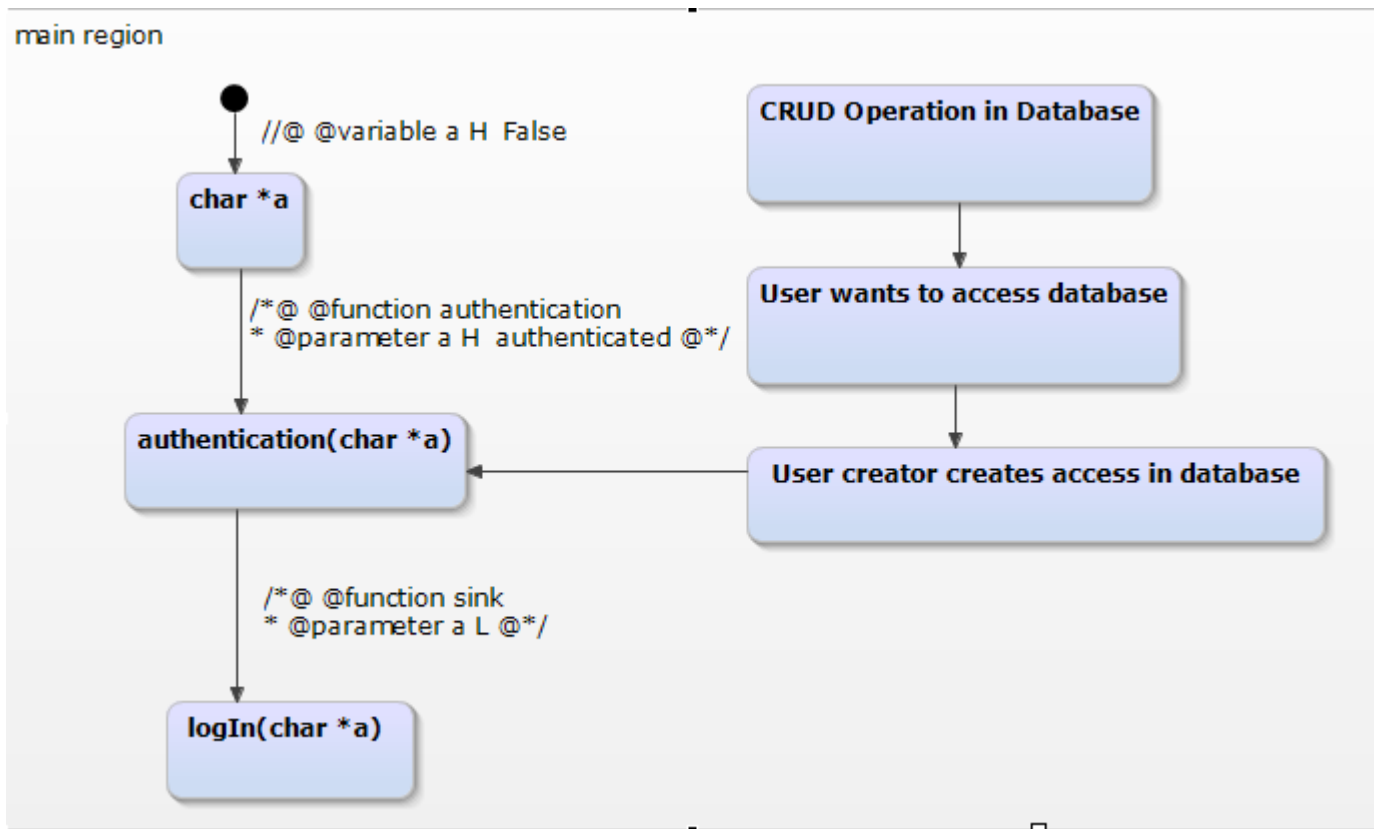 main region
//@ @variable a H  False
char *a
/*@ @function authentication
* @parameter a H  authenticated @*/
authentication(char *a)
/*@ @function sink
* @parameter a L @*/
logIn(char *a)
CRUD Operation in Database
User wants to access database
User creator creates access in database